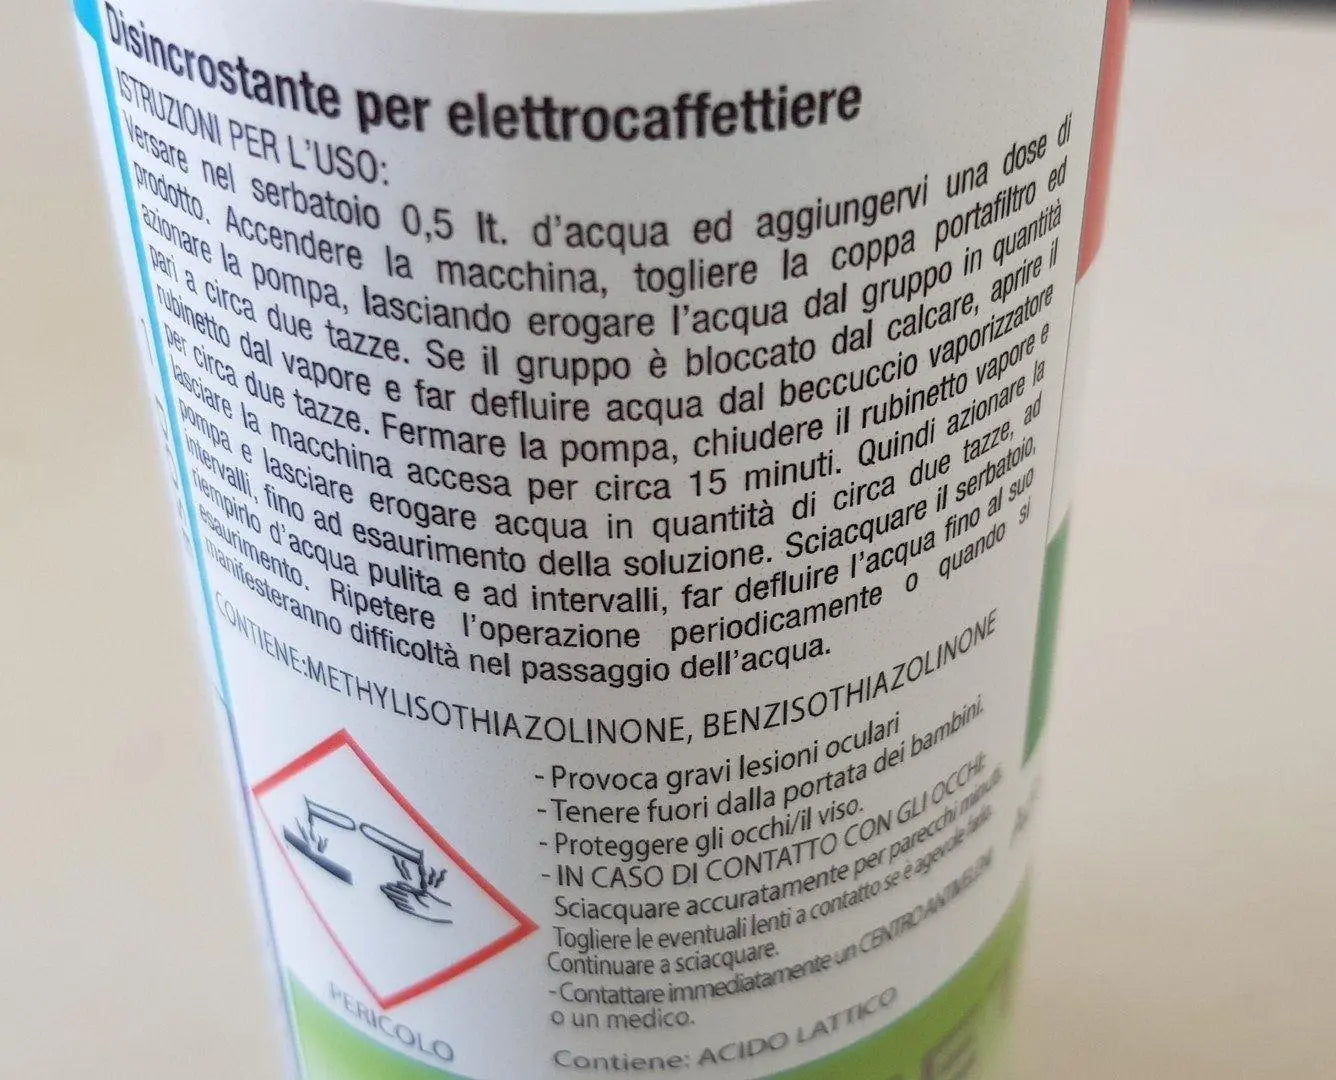 Disincrostante per elettrocaffettiere
ISTRUZIONI PER L'USO:
Versare nel serbatoio 0,5 lt. d'acqua ed aggiungervi una dose di
prodotto. Accendere la macchina, togliere la coppa portafiltro ed
azionare la pompa, lasciando erogare l'acqua dal gruppo in quantità
pari a circa due tazze. Se il gruppo è bloccato dal calcare, aprire il
rubinetto dal vapore e far defluire acqua dal beccuccio vaporizzatore
per circa due tazze. Fermare la pompa, chiudere il rubinetto vapore e
lasciare la macchina accesa per circa 15 minuti. Quindi azionare la
pompa e lasciare erogare acqua in quantità di circa due tazze, ad
intervalli, fino ad esaurimento della soluzione. Sciacquare il serbatoio,
riempirlo d'acqua pulita e ad intervalli, far defluire l'acqua fino al suo
esaurimento. Ripetere l'operazione periodicamente o quando si
manifesteranno difficoltà nel passaggio dell'acqua.
CONTIENE:METHYLISOTHIAZOLINONE, BENZISOTHIAZOLINONE
- Provoca gravi lesioni oculari
- Tenere fuori dalla portata dei bambini.
- Proteggere gli occhi/il viso.
- IN CASO DI CONTATTO CON GLI OCCHI:
Sciacquare accuratamente per parecchi minuti.
Togliere le eventuali lenti a contatto se è agevole farlo.
Continuare a sciacquare.
- Contattare immediatamente un CENTRO ANTIVELENI
o un medico.
PERICOLO
Contiene: ACIDO LATTICO